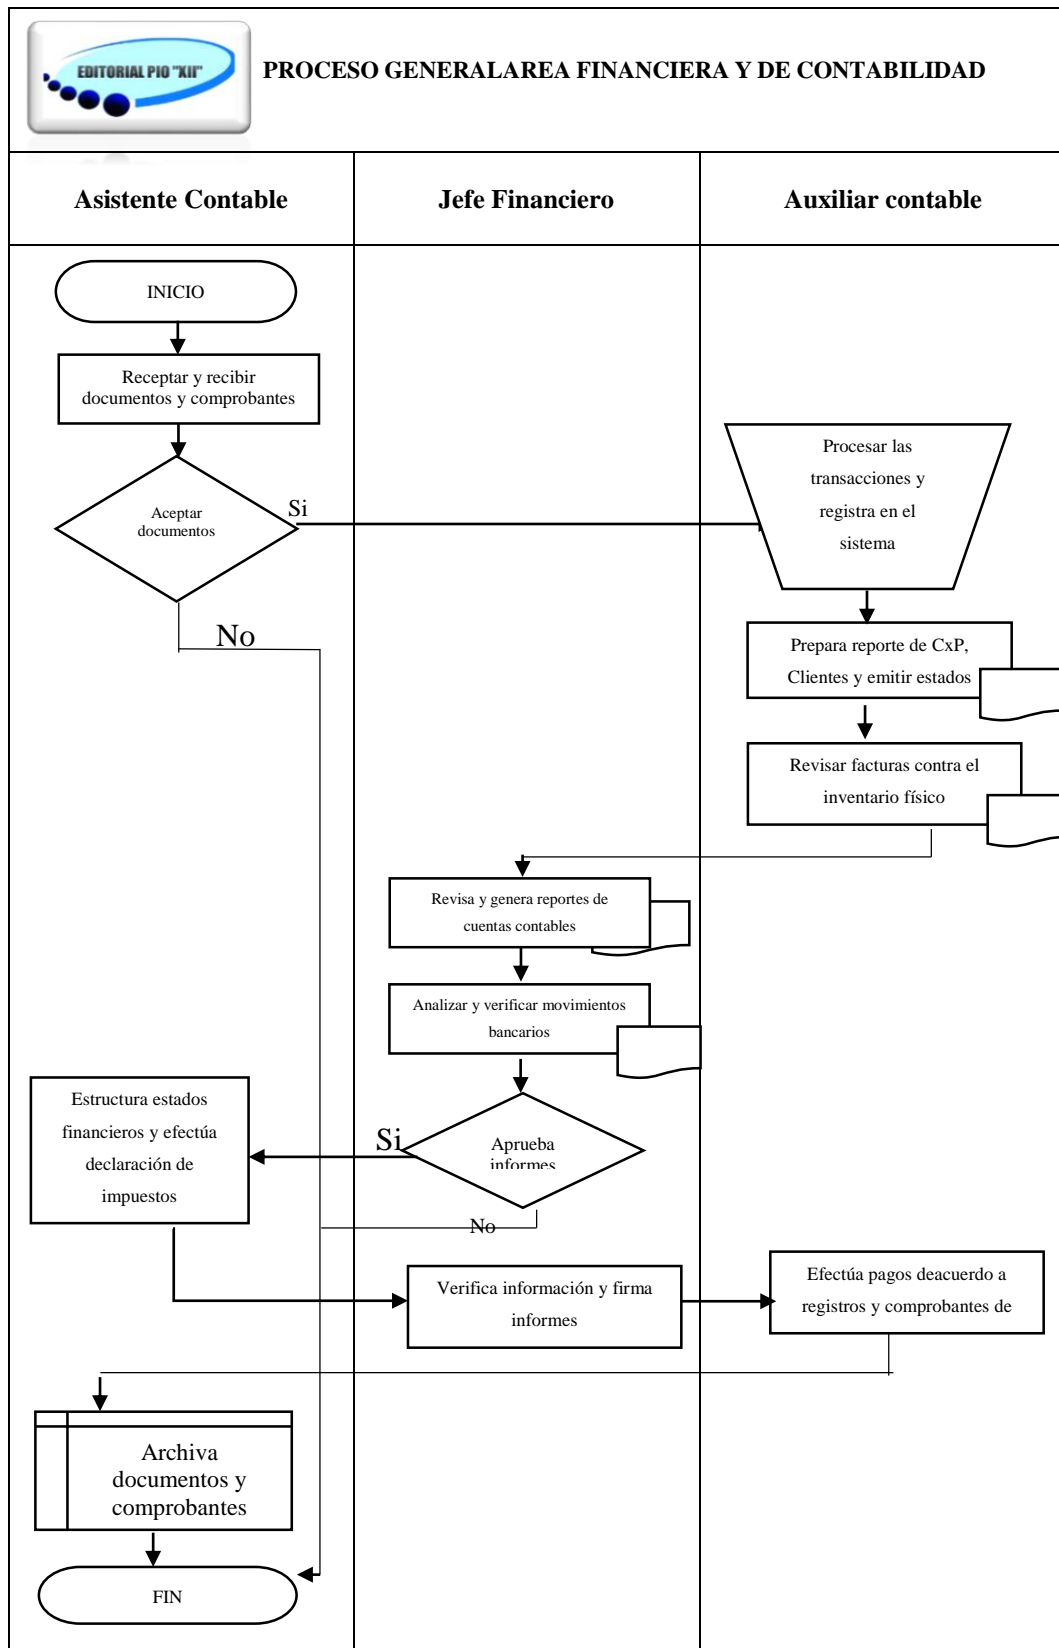 EDITORIAL PIO "XII"
PROCESO GENERALAREA FINANCIERA Y DE CONTABILIDAD
Asistente Contable
Jefe Financiero
Auxiliar contable
INICIO
Receptar y recibir
documentos y comprobantes
Aceptar
documentos
Si
No
Procesar las
transacciones y
registra en el
sistema
Prepara reporte de CxP,
Clientes y emitir estados
Revisar facturas contra el
inventario físico
Revisa y genera reportes de
cuentas contables
Analizar y verificar movimientos
bancarios
Aprueba
informes
Si
No
Estructura estados
financieros y efectúa
declaración de
impuestos
Verifica información y firma
informes
Efectúa pagos deacuerdo a
registros y comprobantes de
Archiva
documentos y
comprobantes
FIN